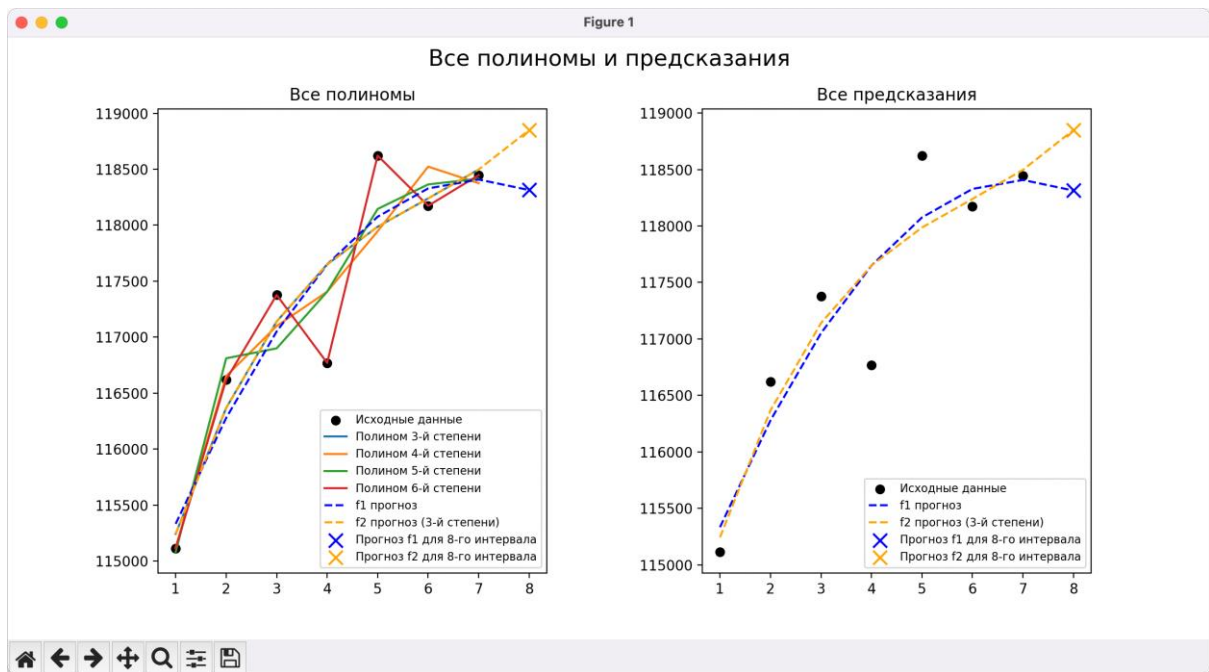 Figure 1
Все полиномы и предсказания
Все полиномы
119000
118500
118000
117500
117000
116500
116000
115500
115000
1 2 3 4 5 6 7 8
Исходные данные
Полином 3-й степени
Полином 4-й степени
Полином 5-й степени
Полином 6-й степени
f1 прогноз
f2 прогноз (3-й степени)
Прогноз f1 для 8-го интервала
Прогноз f2 для 8-го интервала
Все предсказания
119000
118500
118000
117500
117000
116500
116000
115500
115000
1 2 3 4 5 6 7 8
Исходные данные
f1 прогноз
f2 прогноз (3-й степени)
Прогноз f1 для 8-го интервала
Прогноз f2 для 8-го интервала